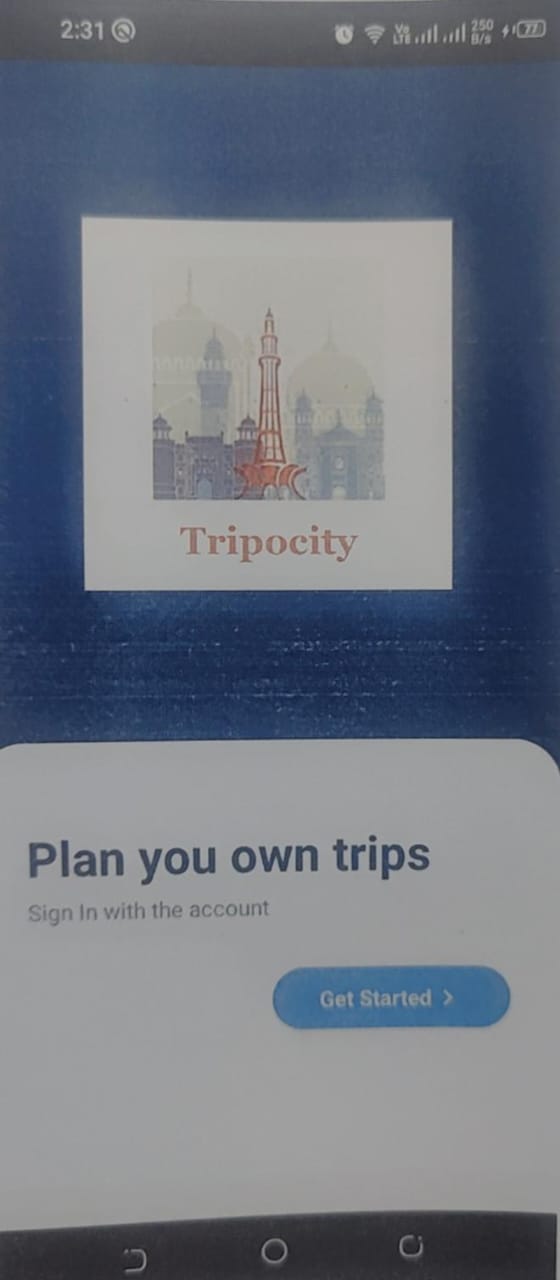 2:31
Vo
LTE
250
B/s
77
Tripocity
Plan you own trips
Sign In with the account
Get Started >